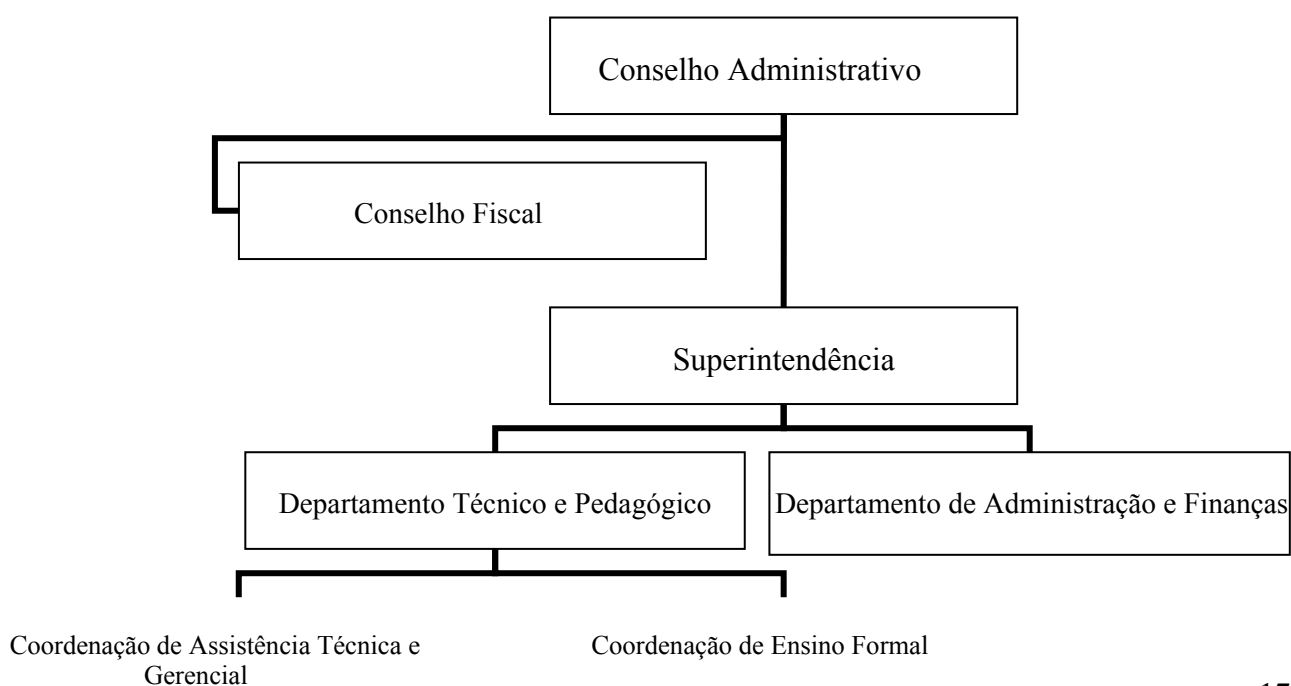 Conselho Administrativo
Conselho Fiscal
Superintendência
Departamento Técnico e Pedagógico
Departamento de Administração e Finanças
Coordenação de Assistência Técnica e
Gerencial
Coordenação de Ensino Formal